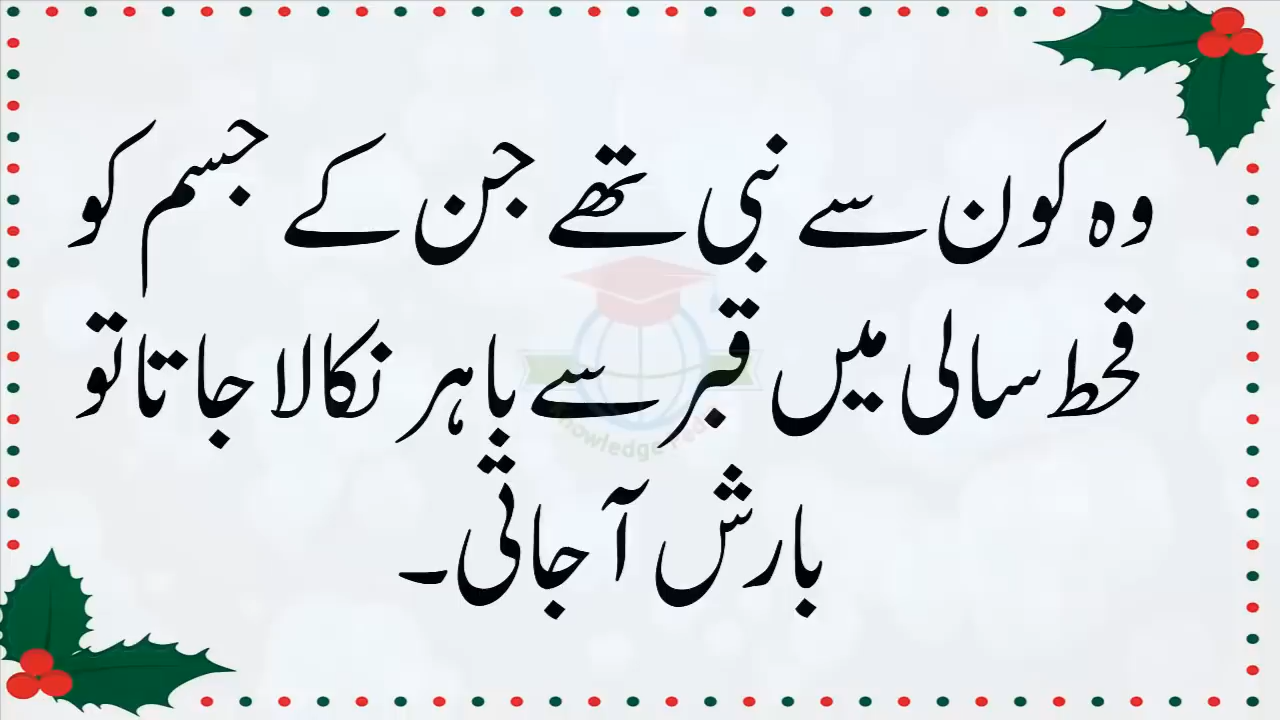 وہ کون سے نبی تھے جن کے جسم کو
قحط سالی میں قبر سے باہر نکالا جاتا تو
بارش آ جاتی۔